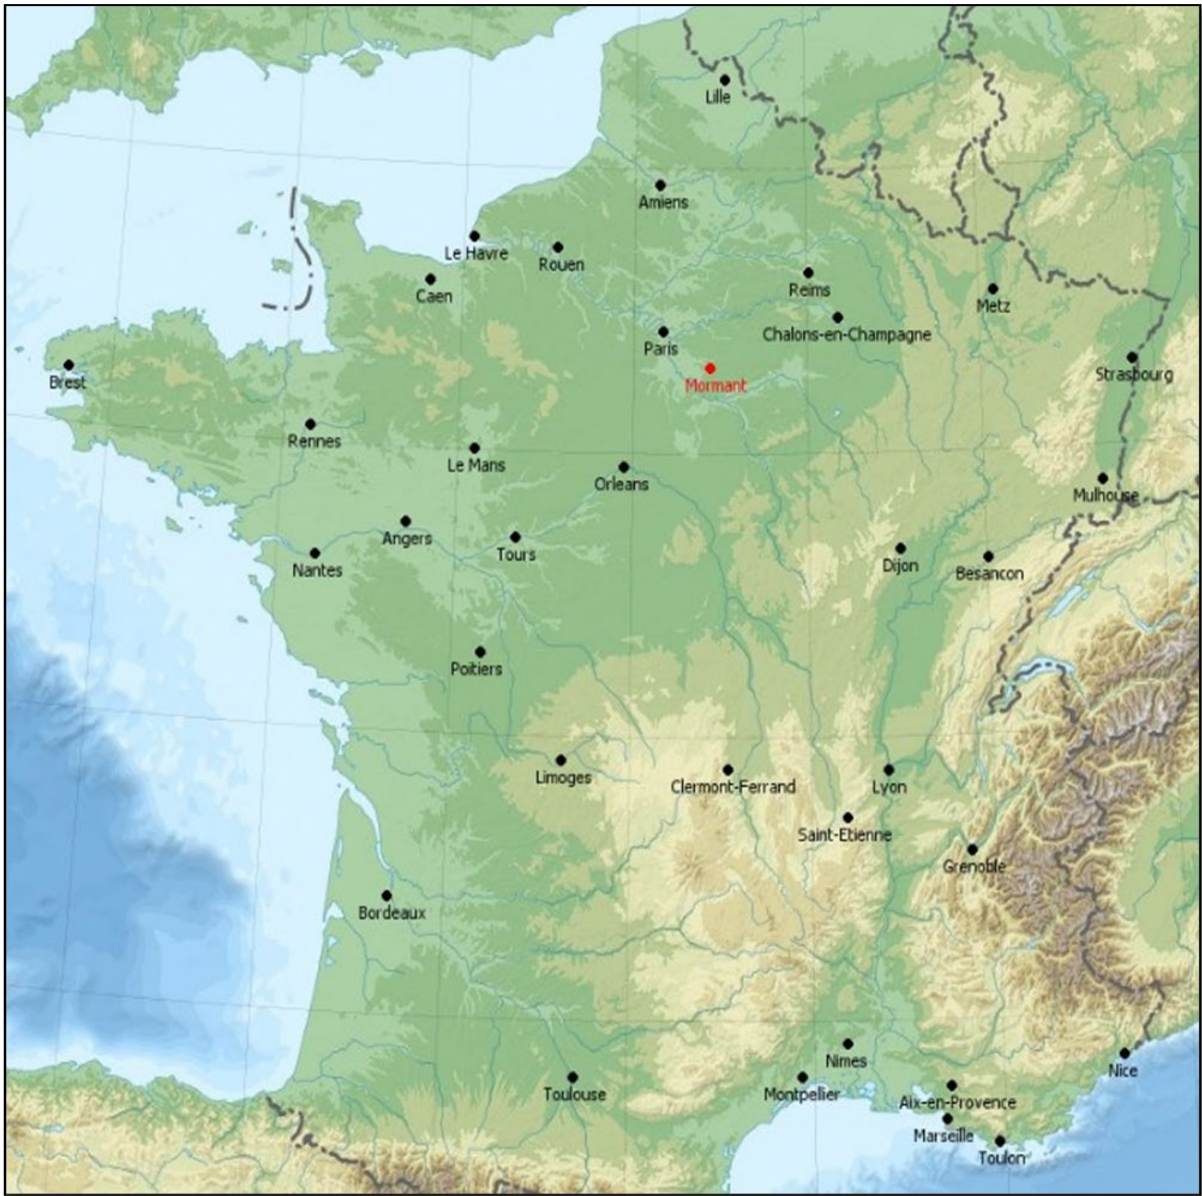 Lille
Amiens
Le Havre
Rouen
Caen
Reims
Metz
Chalons-en-Champagne
Paris
Strasbourg
Brest
Mormant
Rennes
Le Mans
Orleans
Mulhouse
Angers
Tours
Nantes
Dijon
Besancon
Poitiers
Limoges
Clermont-Ferrand
Lyon
Saint-Etienne
Grenoble
Bordeaux
Nimes
Nice
Toulouse
Montpellier
Aix-en-Provence
Marseille
Toulon